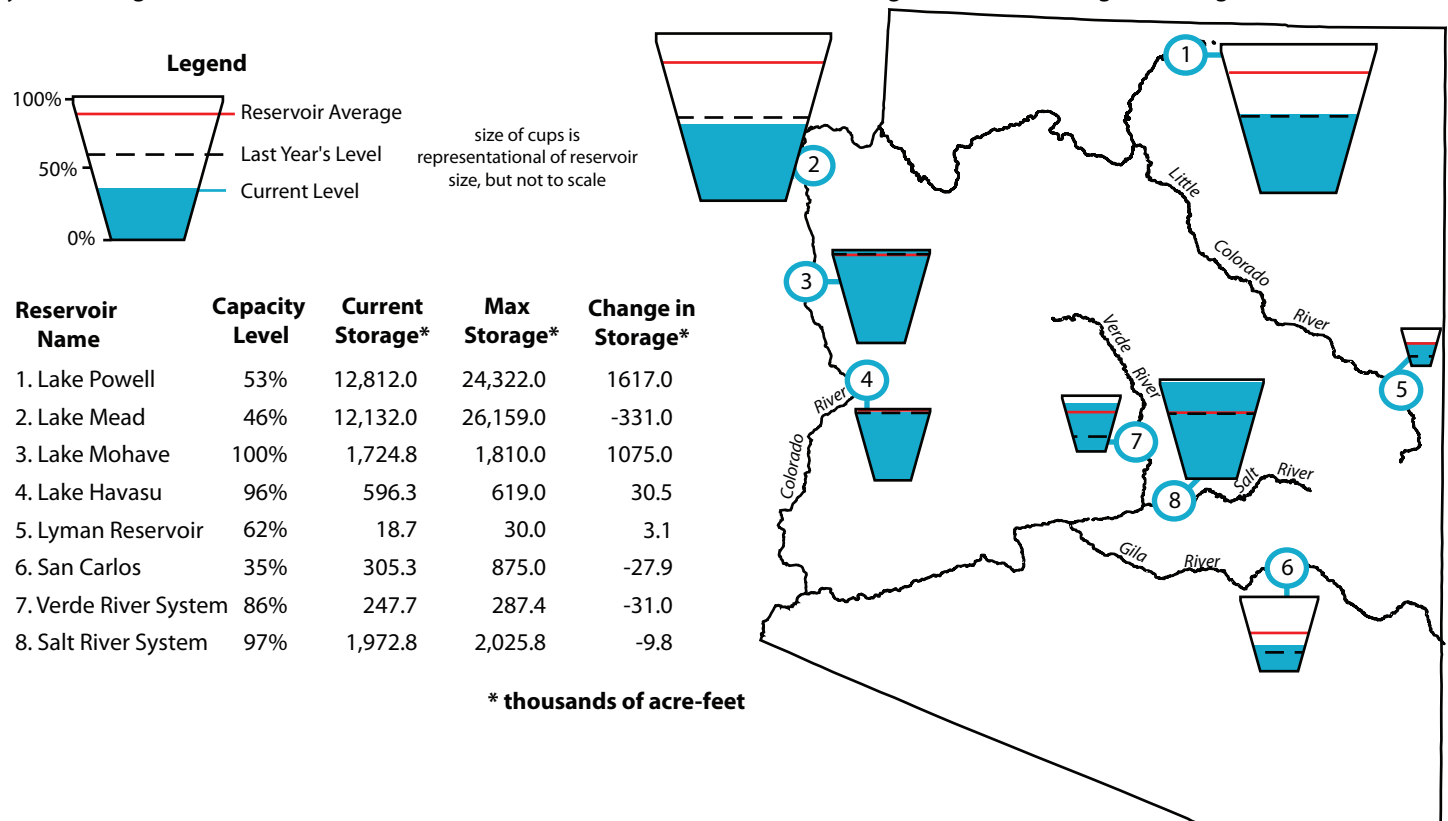 Legend
100%
50%
0%
Reservoir Average
Last Year's Level
Current Level
size of cups is
representational of reservoir
size, but not to scale
Reservoir Name Capacity Level Current Storage* Max Storage* Change in Storage*
1. Lake Powell 53% 12,812.0 24,322.0 1617.0
2. Lake Mead 46% 12,132.0 26,159.0 -331.0
3. Lake Mohave 100% 1,724.8 1,810.0 1075.0
4. Lake Havasu 96% 596.3 619.0 30.5
5. Lyman Reservoir 62% 18.7 30.0 3.1
6. San Carlos 35% 305.3 875.0 -27.9
7. Verde River System 86% 247.7 287.4 -31.0
8. Salt River System 97% 1,972.8 2,025.8 -9.8
* thousands of acre-feet
1
2
3
4
5
6
7
8
Little
Colorado
River
Verde
River
Salt
River
Gila
River
Colorado
River